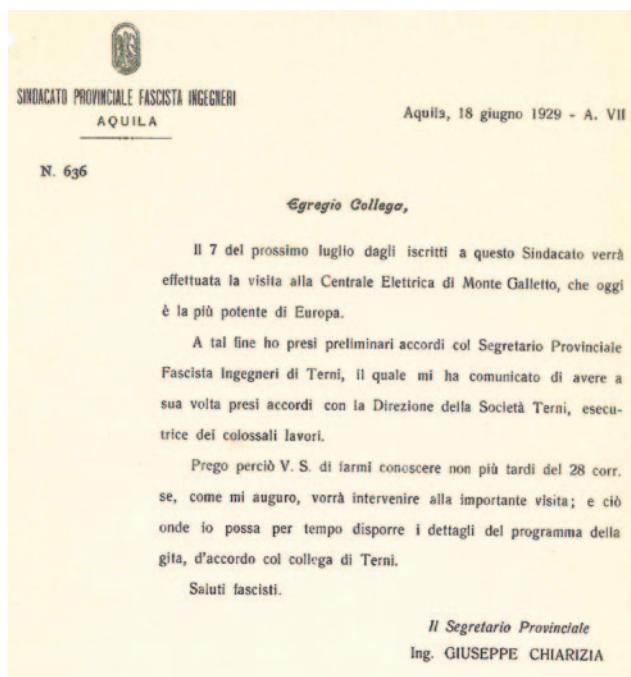 SINDACATO PROVINCIALE FASCISTA INGEGNERI
AQUILA
Aquila, 18 giugno 1929 - A. VII
N. 636
Egregio Collega,
Il 7 del prossimo luglio dagli iscritti a questo Sindacato verrà
effettuata la visita alla Centrale Elettrica di Monte Galletto, che oggi
è la più potente di Europa.
A tal fine ho presi preliminari accordi col Segretario Provinciale
Fascista Ingegneri di Terni, il quale mi ha comunicato di avere a
sua volta presi accordi con la Direzione della Società Terni, esecu-
trice dei colossali lavori.
Prego perciò V. S. di farmi conoscere non più tardi del 28 corr.
se, come mi auguro, vorrà intervenire alla importante visita; e ciò
onde io possa per tempo disporre i dettagli del programma della
gita, d'accordo col collega di Terni.
Saluti fascisti.
Il Segretario Provinciale
Ing. GIUSEPPE CHIARIZIA